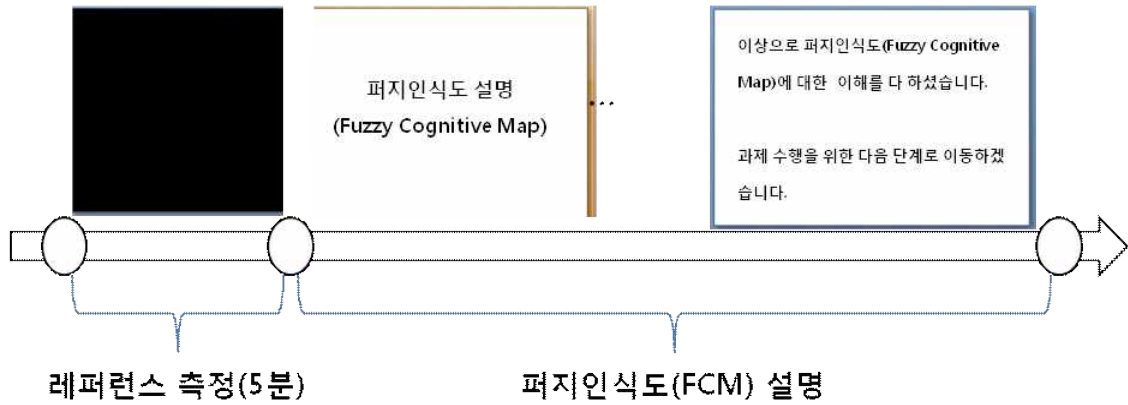 퍼지인식도 설명
(Fuzzy Cognitive Map)
...
이상으로 퍼지인식도(Fuzzy Cognitive
Map)에 대한 이해를 다 하셨습니다.
과제 수행을 위한 다음 단계로 이동하겠
습니다.
레퍼런스 측정(5분)
퍼지인식도(FCM) 설명